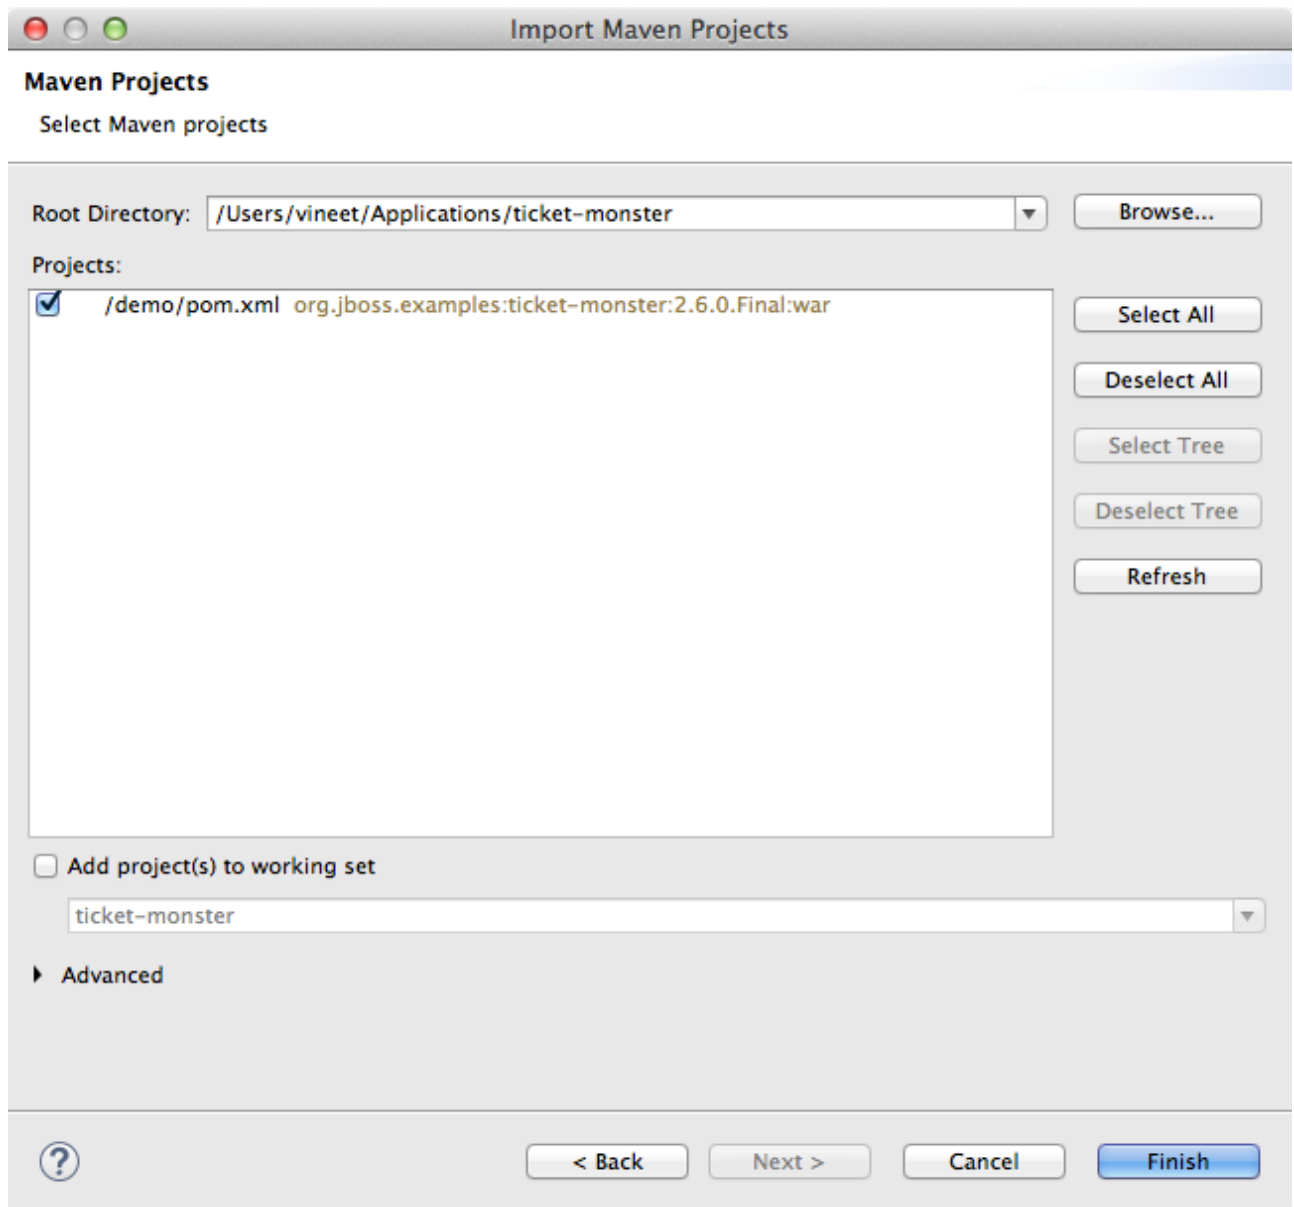 Import Maven Projects
Maven Projects
Select Maven projects
Root Directory: /Users/vineet/Applications/ticket-monster Browse...
Projects:
/demo/pom.xml org.jboss.examples:ticket-monster:2.6.0.Final:war
Select All
Deselect All
Select Tree
Deselect Tree
Refresh
Add project(s) to working set
ticket-monster
Advanced
? < Back Next > Cancel Finish